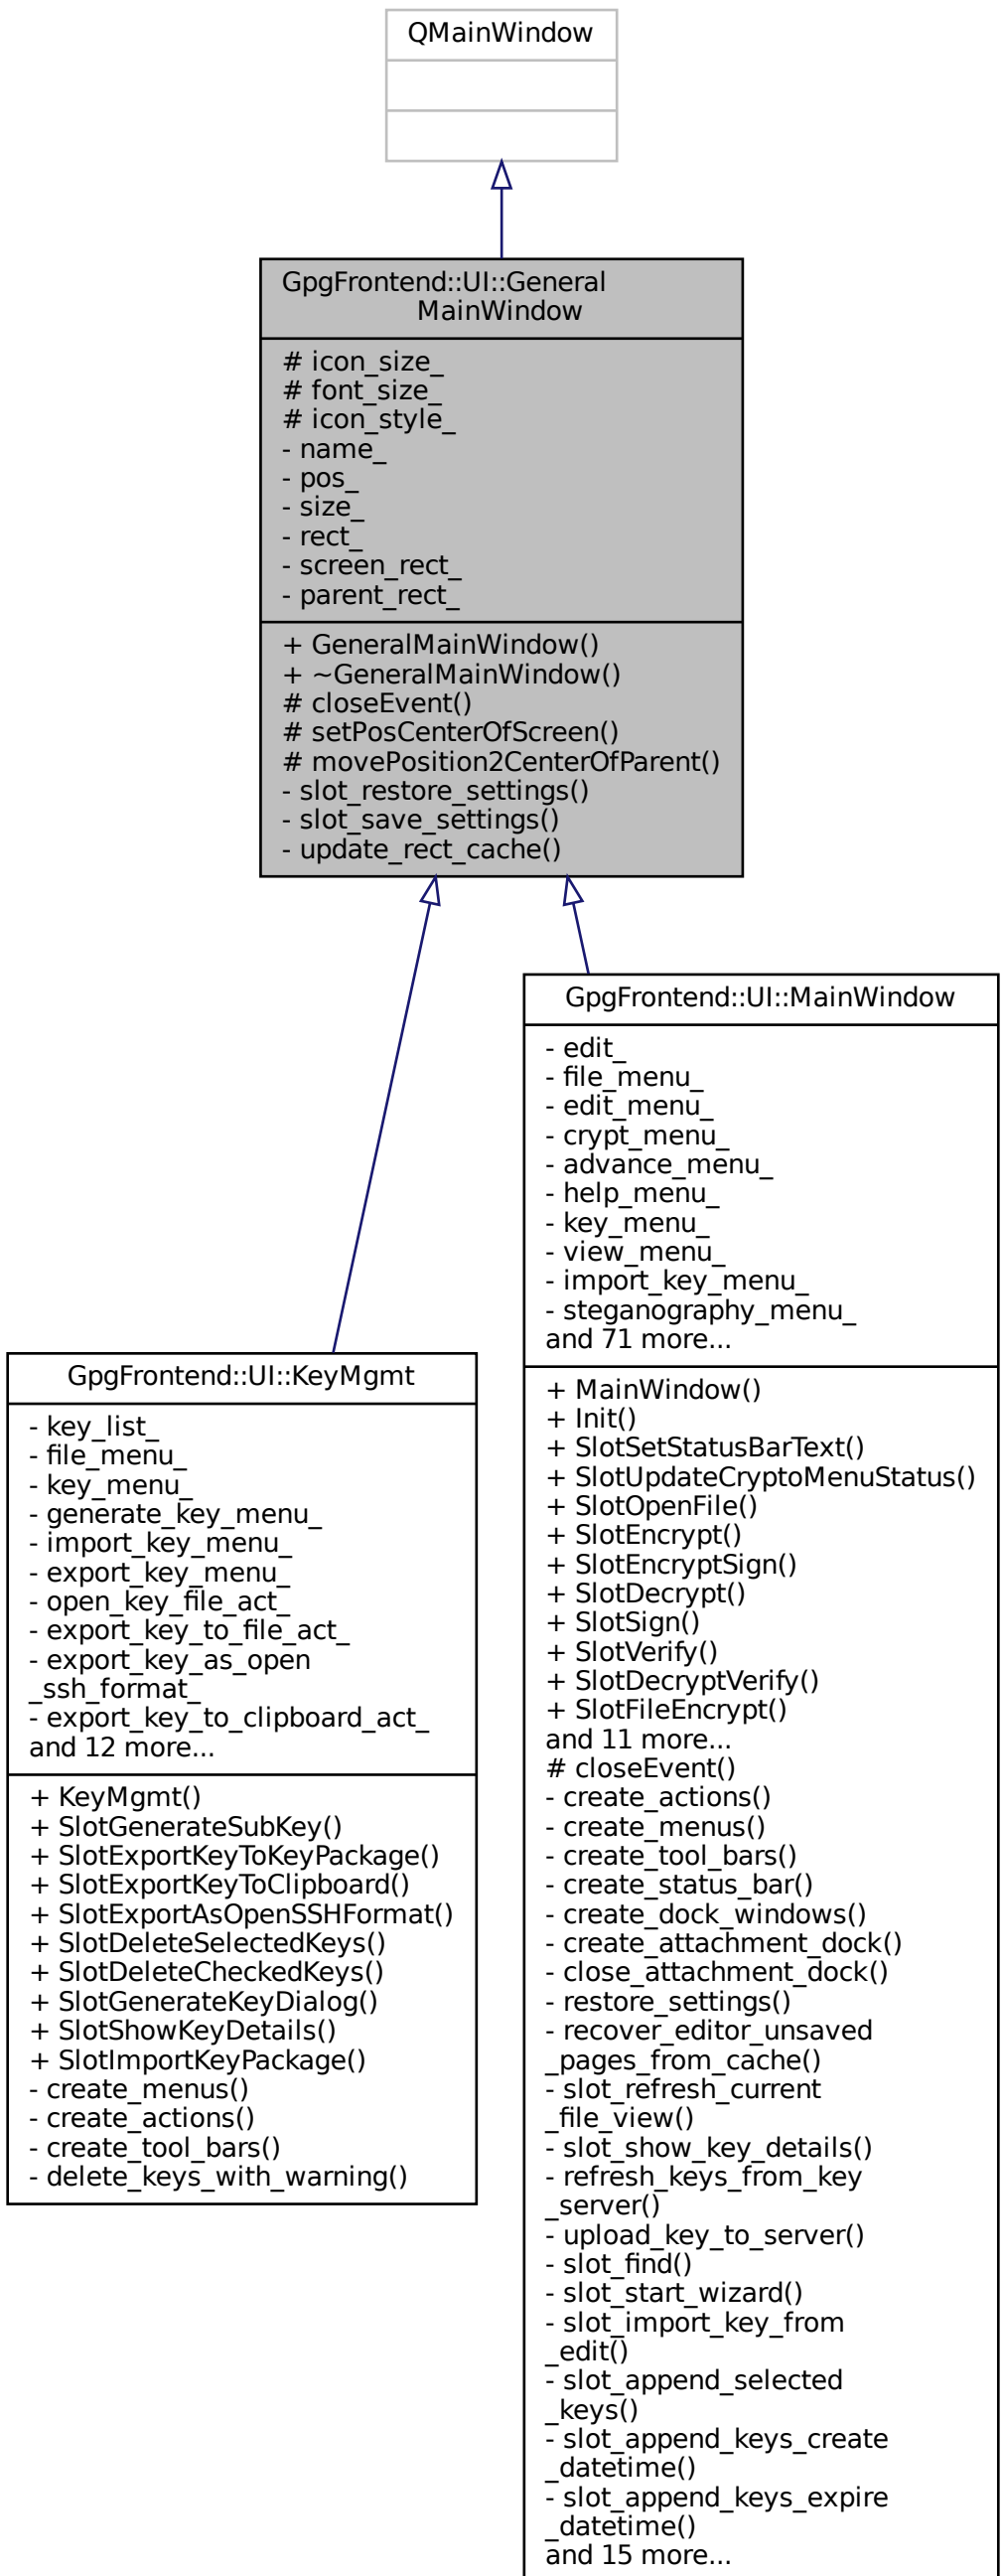 QMainWindow
GpgFrontend::UI::General
MainWindow
# icon_size_
# font_size_
# icon_style_
- name_
- pos_
- size_
- rect_
- screen_rect_
- parent_rect_
+ GeneralMainWindow()
+ ~GeneralMainWindow()
# closeEvent()
# setPosCenterOfScreen()
# movePosition2CenterOfParent()
- slot_restore_settings()
- slot_save_settings()
- update_rect_cache()
GpgFrontend::UI::KeyMgmt
- key_list_
- file_menu_
- key_menu_
- generate_key_menu_
- import_key_menu_
- export_key_menu_
- open_key_file_act_
- export_key_to_file_act_
- export_key_as_open
_ssh_format_
- export_key_to_clipboard_act_
and 12 more...
+ KeyMgmt()
+ SlotGenerateSubKey()
+ SlotExportKeyToKeyPackage()
+ SlotExportKeyToClipboard()
+ SlotExportAsOpenSSHFormat()
+ SlotDeleteSelectedKeys()
+ SlotDeleteCheckedKeys()
+ SlotGenerateKeyDialog()
+ SlotShowKeyDetails()
+ SlotImportKeyPackage()
- create_menus()
- create_actions()
- create_tool_bars()
- delete_keys_with_warning()
GpgFrontend::UI::MainWindow
- edit_
- file_menu_
- edit_menu_
- crypt_menu_
- advance_menu_
- help_menu_
- key_menu_
- view_menu_
- import_key_menu_
- steganography_menu_
and 71 more...
+ MainWindow()
+ Init()
+ SlotSetStatusBarText()
+ SlotUpdateCryptoMenuStatus()
+ SlotOpenFile()
+ SlotEncrypt()
+ SlotEncryptSign()
+ SlotDecrypt()
+ SlotSign()
+ SlotVerify()
+ SlotDecryptVerify()
+ SlotFileEncrypt()
and 11 more...
# closeEvent()
- create_actions()
- create_menus()
- create_tool_bars()
- create_status_bar()
- create_dock_windows()
- create_attachment_dock()
- close_attachment_dock()
- restore_settings()
- recover_editor_unsaved
_pages_from_cache()
- slot_refresh_current
_file_view()
- slot_show_key_details()
- refresh_keys_from_key
_server()
- upload_key_to_server()
- slot_find()
- slot_start_wizard()
- slot_import_key_from
_edit()
- slot_append_selected
_keys()
- slot_append_keys_create
_datetime()
- slot_append_keys_expire
_datetime()
and 15 more...